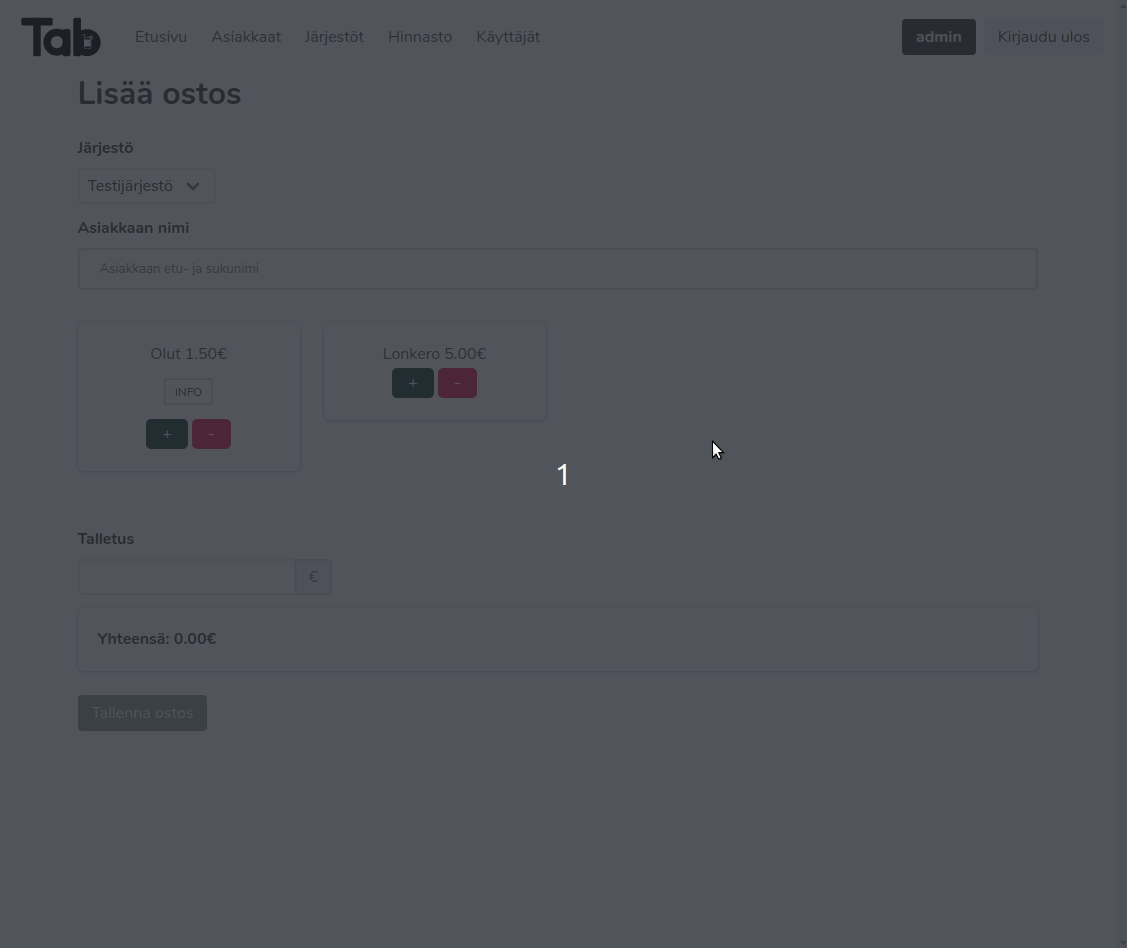 Tab Etusivu Asiakkaat Järjestöt Hinnasto Käyttäjät admin Kirjaudu ulos
Lisää ostos
Järjestö
Testijärjestö
Asiakkaan nimi
Asiakkaan etu- ja sukunimi
Olut 1.50€
INFO
+ -
Lonkero 5.00€
+ -
1
Talletus
€
Yhteensä: 0.00€
Tallenna ostos